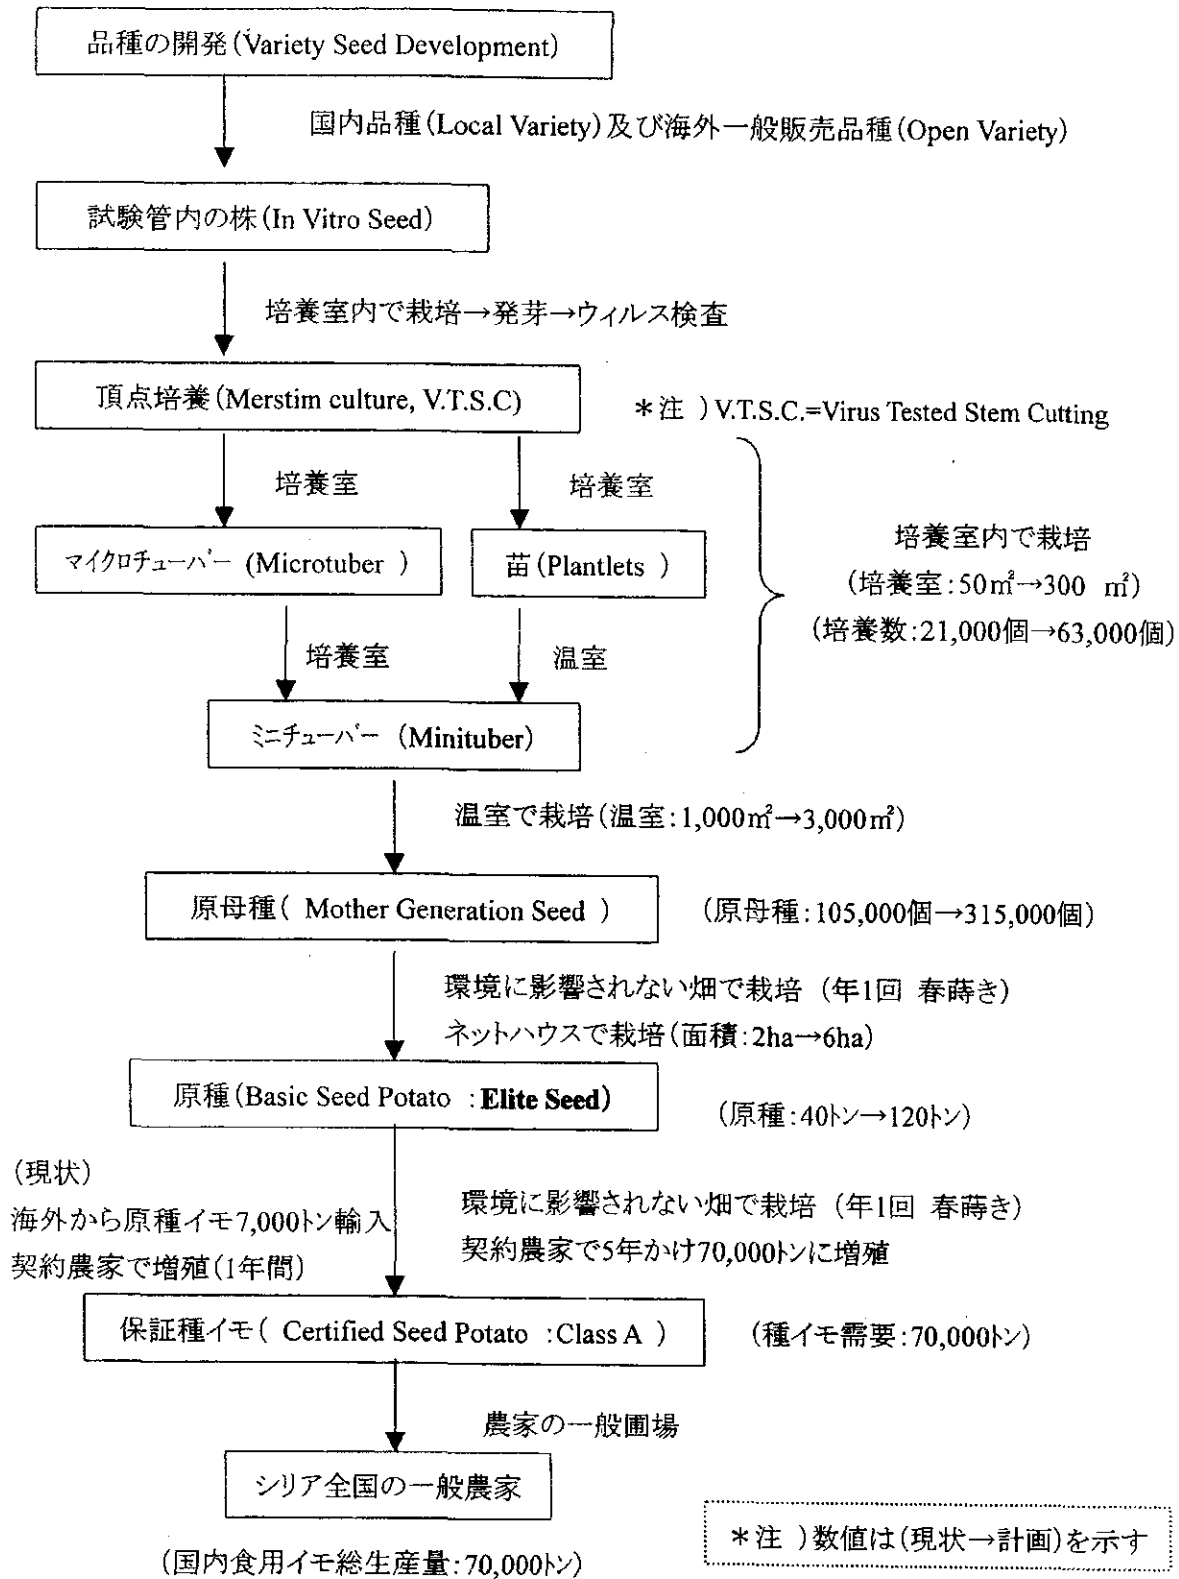 品種の開発(Variety Seed Development)
国内品種(Local Variety)及び海外一般販売品種(Open Variety)
試験管内の株(In Vitro Seed)
培養室内で栽培→発芽→ウィルス検査
頂点培養(Merstim culture, V.T.S.C)
*注 )V.T.S.C.=Virus Tested Stem Cutting
培養室
培養室
マイクロチューバー (Microtuber )
苗(Plantlets )
培養室内で栽培
(培養室:50㎡→300 ㎡)
(培養数:21,000個→63,000個)
培養室
温室
ミニチューバー (Minituber)
温室で栽培(温室:1,000㎡→3,000㎡)
原母種( Mother Generation Seed )
(原母種:105,000個→315,000個)
環境に影響されない畑で栽培 (年1回 春蒔き)
ネットハウスで栽培(面積:2ha→6ha)
原種(Basic Seed Potato :Elite Seed)
(原種:40トン→120トン)
(現状)
海外から原種イモ7,000トン輸入
契約農家で増殖(1年間)
環境に影響されない畑で栽培 (年1回 春蒔き)
契約農家で5年かけ70,000トンに増殖
保証種イモ( Certified Seed Potato :Class A )
(種イモ需要:70,000トン)
農家の一般圃場
シリア全国の一般農家
(国内食用イモ総生産量:70,000トン)
*注 )数値は(現状→計画)を示す